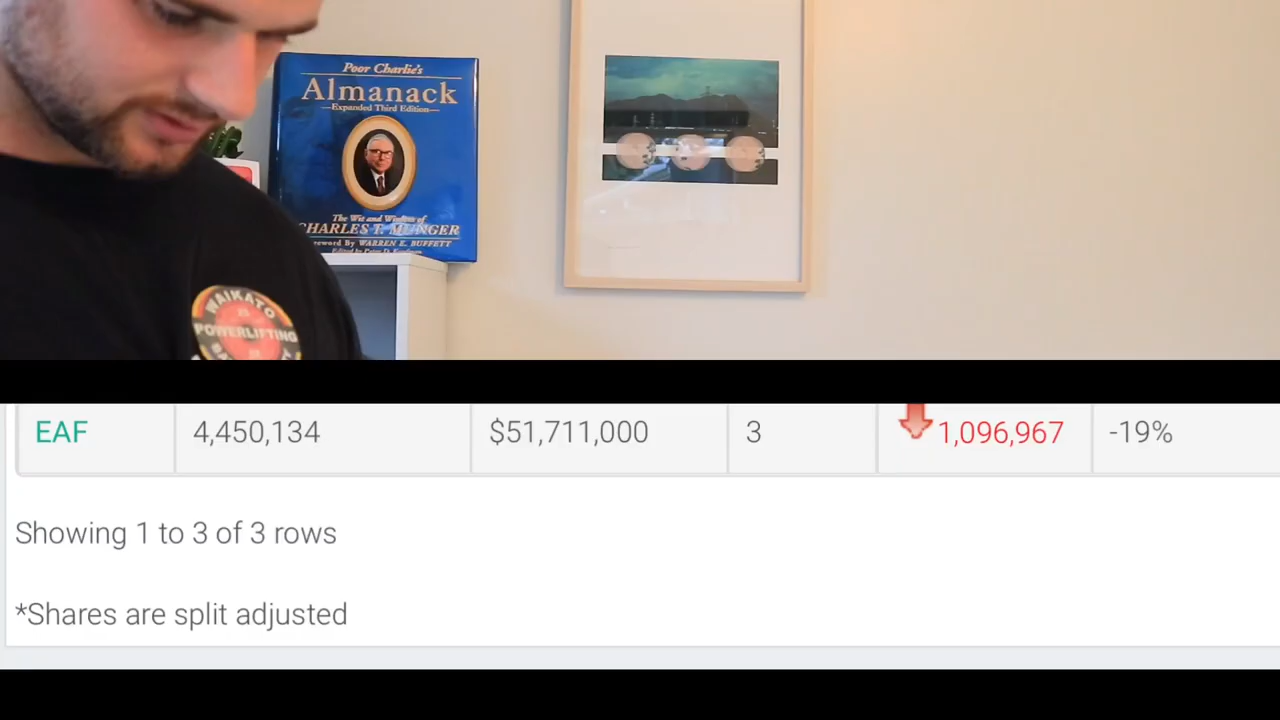 Poor Charlie's
Almanack
—Expanded Third Edition—
The Wit and Wisdom of
CHARLES T. MUNGER
Foreword By WARREN E. BUFFETT
WAIKATO
POWERLIFTING
EAF 4,450,134 $51,711,000 3 1,096,967 -19%
Showing 1 to 3 of 3 rows
*Shares are split adjusted